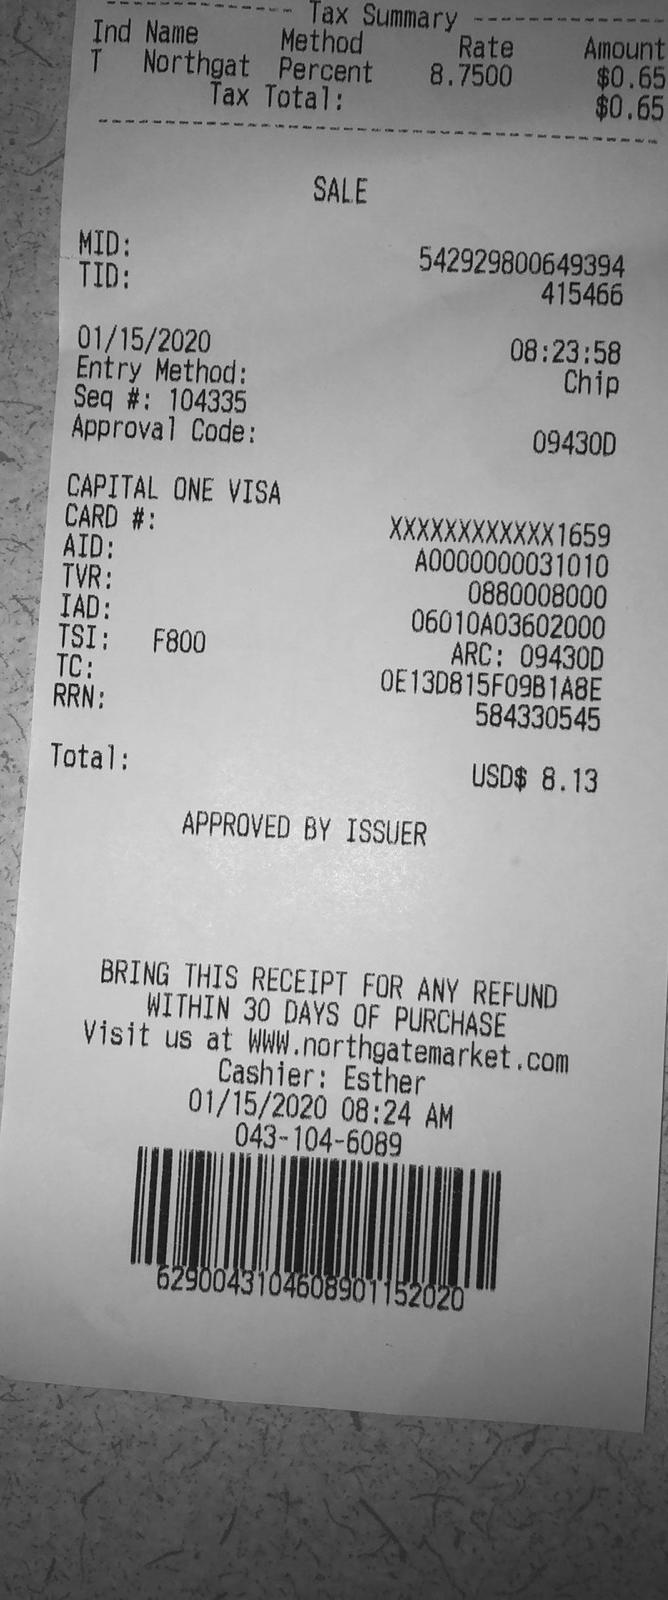 ------------ Tax Summary ------------
Ind Name Method Rate Amount
T Northgat Percent 8.7500 $0.65
Tax Total: $0.65
------------------------------------------------
SALE
MID: 542929800649394
TID: 415466
01/15/2020 08:23:58
Entry Method: Chip
Seq #: 104335
Approval Code: 09430D
CAPITAL ONE VISA
CARD #: XXXXXXXXXXXX1659
AID: A0000000031010
TVR: 0880008000
IAD: 06010A03602000
TSI: F800 ARC: 09430D
TC: 0E13D815F09B1A8E
RRN: 584330545
Total: USD$ 8.13
APPROVED BY ISSUER
BRING THIS RECEIPT FOR ANY REFUND
WITHIN 30 DAYS OF PURCHASE
Visit us at WWW.northgatemarket.com
Cashier: Esther
01/15/2020 08:24 AM
043-104-6089
6290043104608901152020